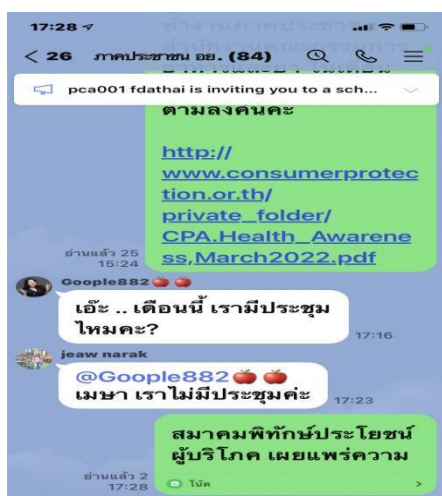 17:28
< 26 ภาคประชาชน อย. (84)
pca001 fdathai is inviting you to a sch...
ตามลงค์นี้คะ
http://
www.consumerprotec
tion.or.th/
private_folder/
CPA.Health_Awarene
ss,March2022.pdf
อ่านแล้ว 25
15:24
Goople882
เอ๊ะ .. เดือนนี้ เรามีประชุม
ไหมคะ?
17:16
jeaw narak
@Goople882
เมษา เราไม่มีประชุมค่ะ
17:23
สมาคมพิทักษ์ประโยชน์
ผู้บริโภค เผยแพร่ความ
อ่านแล้ว 2
17:28
โน้ต >